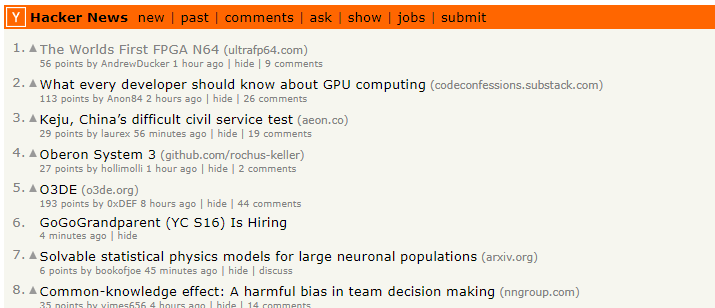 Y Hacker News new | past | comments | ask | show | jobs | submit
1. The Worlds First FPGA N64 (ultrafp64.com)
56 points by AndrewDucker 1 hour ago | hide | 9 comments
2. What every developer should know about GPU computing (codeconfessions.substack.com)
113 points by Anon84 2 hours ago | hide | 26 comments
3. Keju, China’s difficult civil service test (aeon.co)
29 points by laurex 56 minutes ago | hide | 19 comments
4. Oberon System 3 (github.com/rochus-keller)
27 points by hollimolli 1 hour ago | hide | 2 comments
5. O3DE (o3de.org)
193 points by 0xDEF 8 hours ago | hide | 44 comments
6. GoGoGrandparent (YC S16) Is Hiring
4 minutes ago | hide
7. Solvable statistical physics models for large neuronal populations (arxiv.org)
6 points by bookofjoe 45 minutes ago | hide | discuss
8. Common-knowledge effect: A harmful bias in team decision making (nngroup.com)
35 points by vimes656 4 hours ago | hide | 14 comments